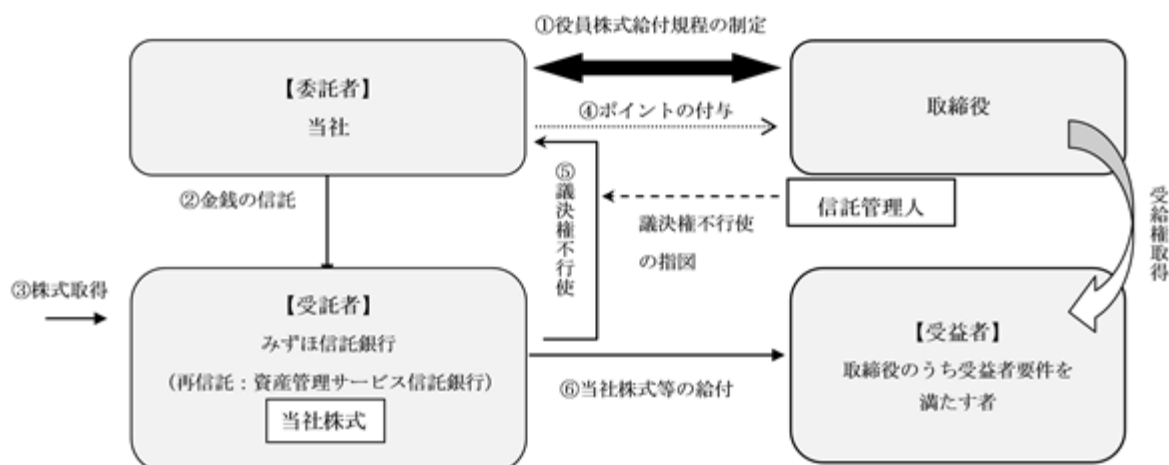 ①役員株式給付規程の制定
【委託者】
当社
④ポイントの付与
取締役
②金銭の信託
⑤議決権不行使
議決権不行使
の指図
信託管理人
受給権取得
③株式取得
【受託者】
みずほ信託銀行
(再信託：資産管理サービス信託銀行)
当社株式
⑥当社株式等の給付
【受益者】
取締役のうち受益者要件を
満たす者